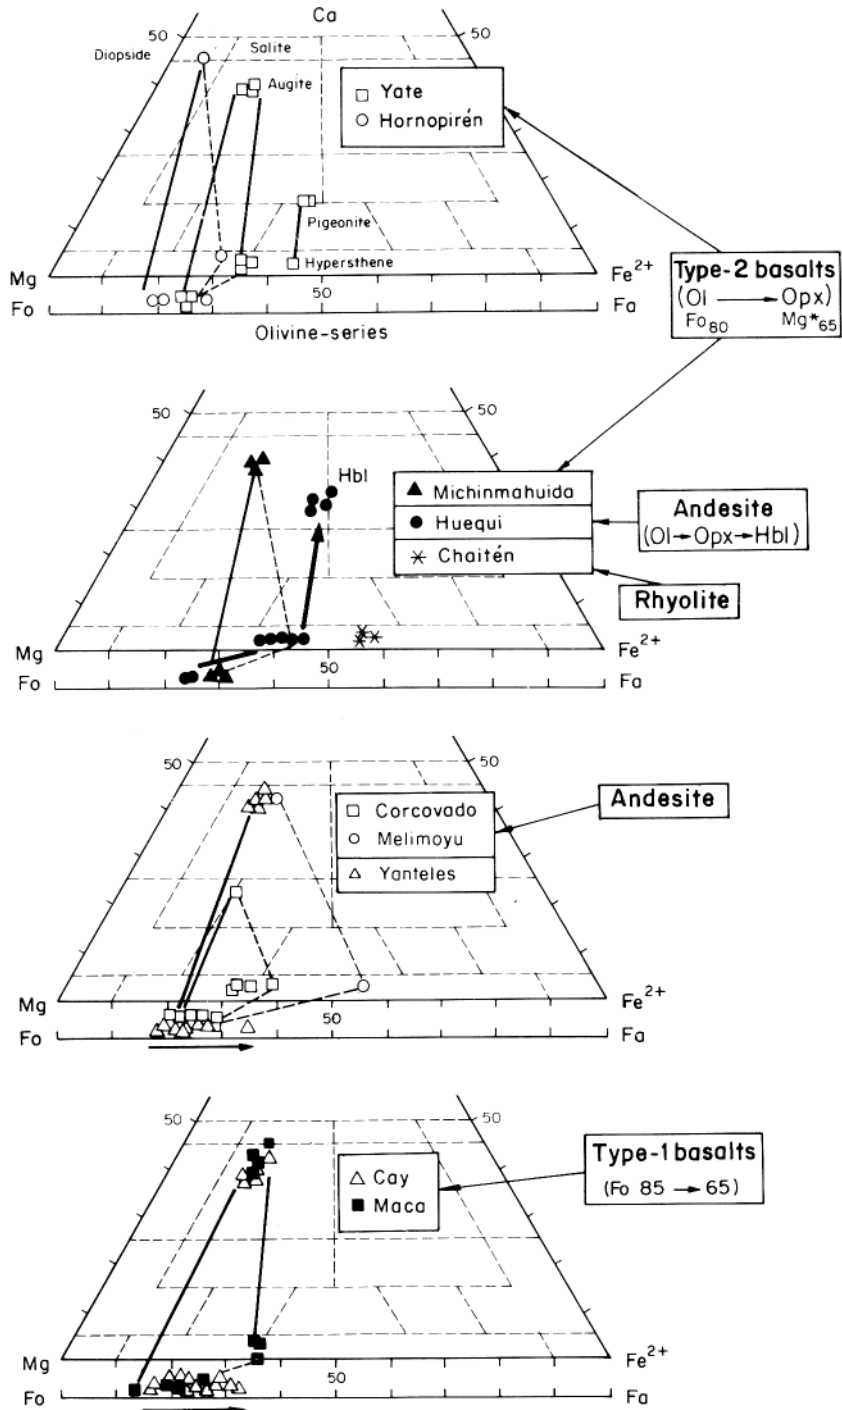 Ca
50
50
Diopside
Salite
Augite
Yate
Hornopirén
Pigeonite
Hypersthene
Mg
Fe2+
50
Fo
Fa
Olivine-series
Type-2 basalts
(Ol → Opx)
Fo80 Mg*65
50
50
Hbl
Michinmahuida
Huequi
Chaitén
Andesite
(Ol→Opx→Hbl)
Rhyolite
Mg
Fe2+
50
Fo
Fa
50
50
Corcovado
Melimoyu
Yanteles
Andesite
Mg
Fe2+
50
Fo
Fa
50
50
Cay
Maca
Type-1 basalts
(Fo 85 → 65)
Mg
Fe2+
50
Fo
Fa